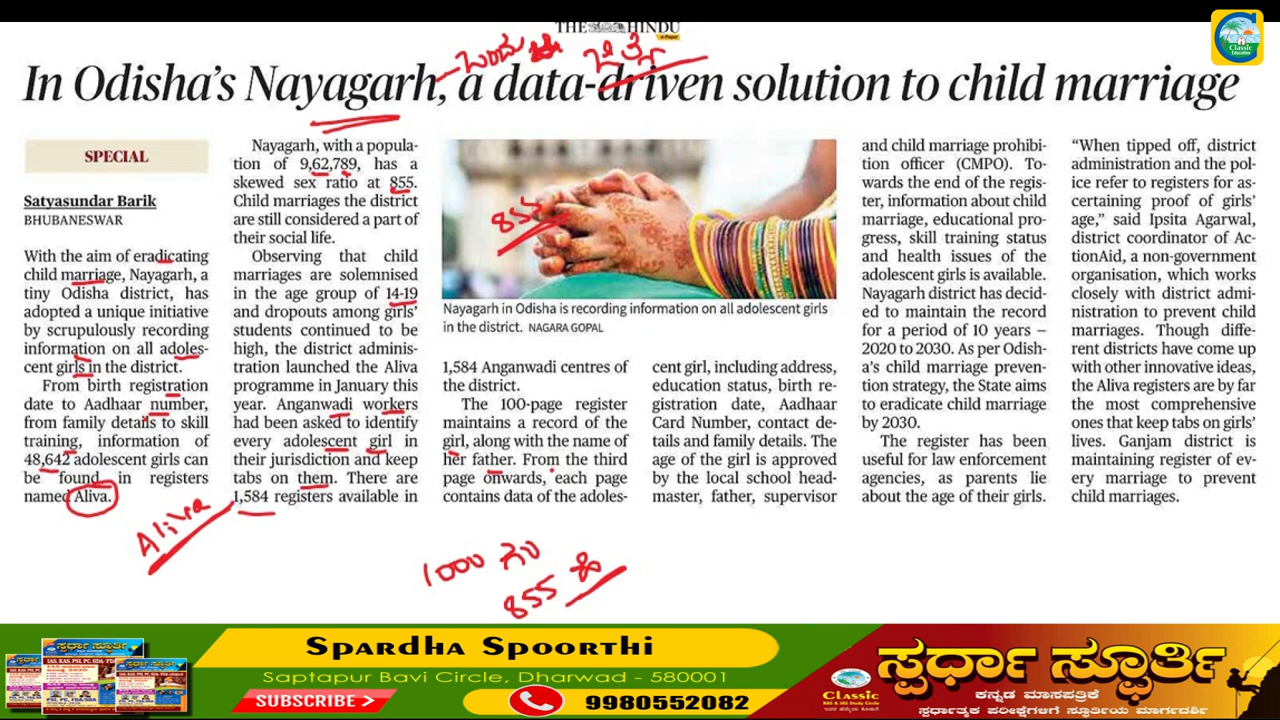 THE HINDU
e-Paper
Classic
Education
In Odisha's Nayagarh, a data-driven solution to child marriage
SPECIAL
Satyasundar Barik
BHUBANESWAR
With the aim of eradicating
child marriage, Nayagarh, a
tiny Odisha district, has
adopted a unique initiative
by scrupulously recording
information on all adoles-
cent girls in the district.
From birth registration
date to Aadhaar number,
from family details to skill
training, information of
48,642 adolescent girls can
be found in registers
named Aliva.
Nayagarh, with a popula-
tion of 9,62,789, has a
skewed sex ratio at 855.
Child marriages the district
are still considered a part of
their social life.
Observing that child
marriages are solemnised
in the age group of 14-19
and dropouts among girls'
students continued to be
high, the district adminis-
tration launched the Aliva
programme in January this
year. Anganwadi workers
had been asked to identify
every adolescent girl in
their jurisdiction and keep
tabs on them. There are
1,584 registers available in
855
Nayagarh in Odisha is recording information on all adolescent girls
in the district. NAGARA GOPAL
1,584 Anganwadi centres of
the district.
The 100-page register
maintains a record of the
girl, along with the name of
her father. From the third
page onwards, each page
contains data of the adoles-
cent girl, including address,
education status, birth re-
gistration date, Aadhaar
Card Number, contact de-
tails and family details. The
age of the girl is approved
by the local school head-
master, father, supervisor
and child marriage prohibi-
tion officer (CMPO). To-
wards the end of the regis-
ter, information about child
marriage, educational pro-
gress, skill training status
and health issues of the
adolescent girls is available.
Nayagarh district has decid-
ed to maintain the record
for a period of 10 years –
2020 to 2030. As per Odish-
a's child marriage preven-
tion strategy, the State aims
to eradicate child marriage
by 2030.
The register has been
useful for law enforcement
agencies, as parents lie
about the age of their girls.
"When tipped off, district
administration and the pol-
ice refer to registers for as-
certaining proof of girls'
age," said Ipsita Agarwal,
district coordinator of Ac-
tionAid, a non-government
organisation, which works
closely with district admi-
nistration to prevent child
marriages. Though diffe-
rent districts have come up
with other innovative ideas,
the Aliva registers are by far
the most comprehensive
ones that keep tabs on girls'
lives. Ganjam district is
maintaining register of ev-
ery marriage to prevent
child marriages.
Aliva
1000 ಗಂ
855 ಹೆ
ಸ್ಪರ್ಧಾ ಸ್ಫೂರ್ತಿ
Spardha Spoorthi
Saptapur Bavi Circle, Dharwad - 580001
SUBSCRIBE >
9980552082
ಸ್ಪರ್ಧಾ ಸ್ಫೂರ್ತಿ
Classic
KAS & IAS Study Circle
ಕನ್ನಡ ಮಾಸಪತ್ರಿಕೆ
ಸ್ಪರ್ಧಾತ್ಮಕ ಪರೀಕ್ಷೆಗಳಿಗೆ ಸ್ಫೂರ್ತಿಯ ಮಾರ್ಗದರ್ಶಿ